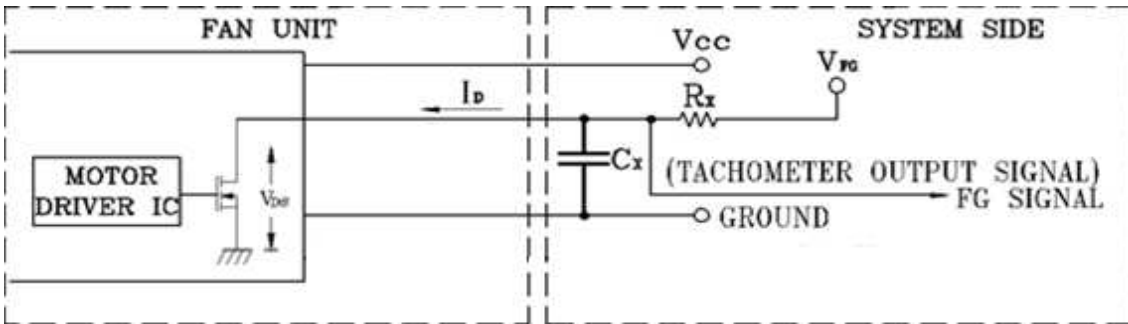 FAN UNIT
SYSTEM SIDE
Vcc
VFG
ID
RX
CX
MOTOR
DRIVER IC
VDS
(TACHOMETER OUTPUT SIGNAL)
FG SIGNAL
GROUND